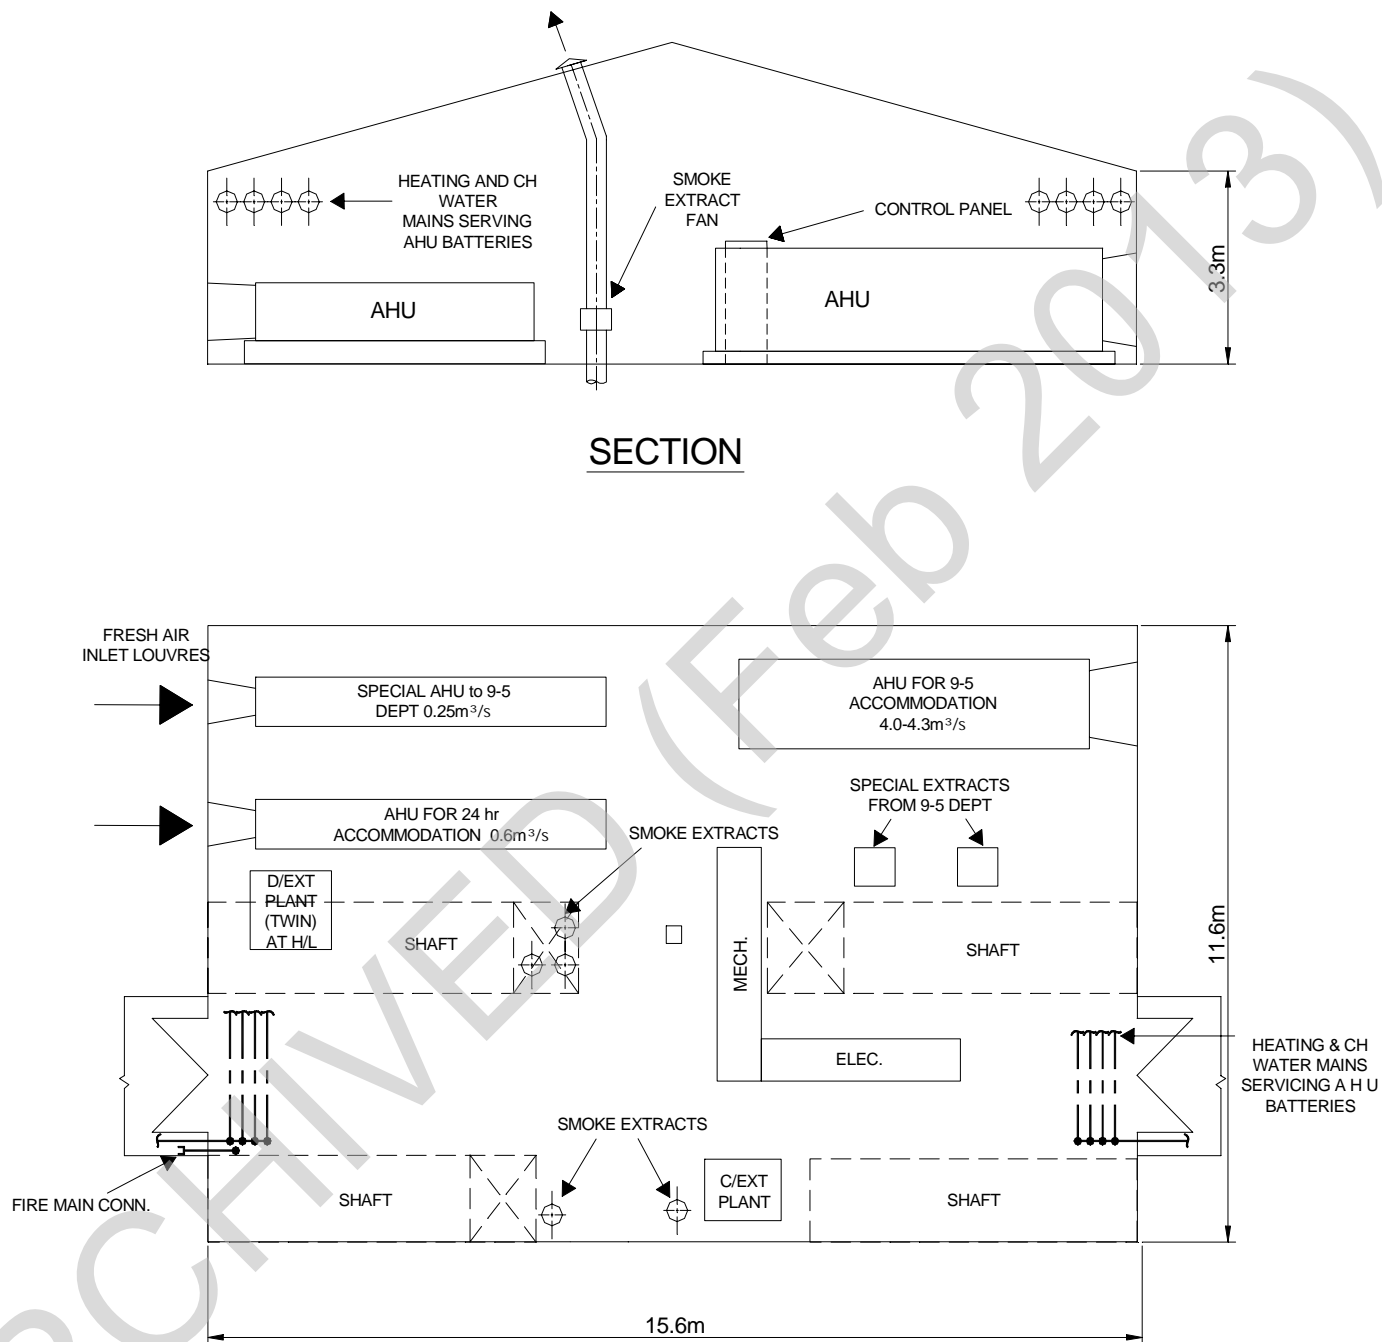 HEATING AND CH
WATER
MAINS SERVING
AHU BATTERIES
SMOKE
EXTRACT
FAN
CONTROL PANEL
AHU
AHU
3.3m
SECTION
FRESH AIR
INLET LOUVRES
SPECIAL AHU to 9-5
DEPT 0.25m³/s
AHU FOR 9-5
ACCOMMODATION
4.0-4.3m³/s
AHU FOR 24 hr
ACCOMMODATION 0.6m³/s
SMOKE EXTRACTS
SPECIAL EXTRACTS
FROM 9-5 DEPT
D/EXT
PLANT
(TWIN)
AT H/L
SHAFT
MECH.
SHAFT
11.6m
ELEC.
HEATING & CH
WATER MAINS
SERVICING A H U
BATTERIES
SMOKE EXTRACTS
FIRE MAIN CONN.
SHAFT
C/EXT
PLANT
SHAFT
15.6m
RCHIVED (Feb 2013)